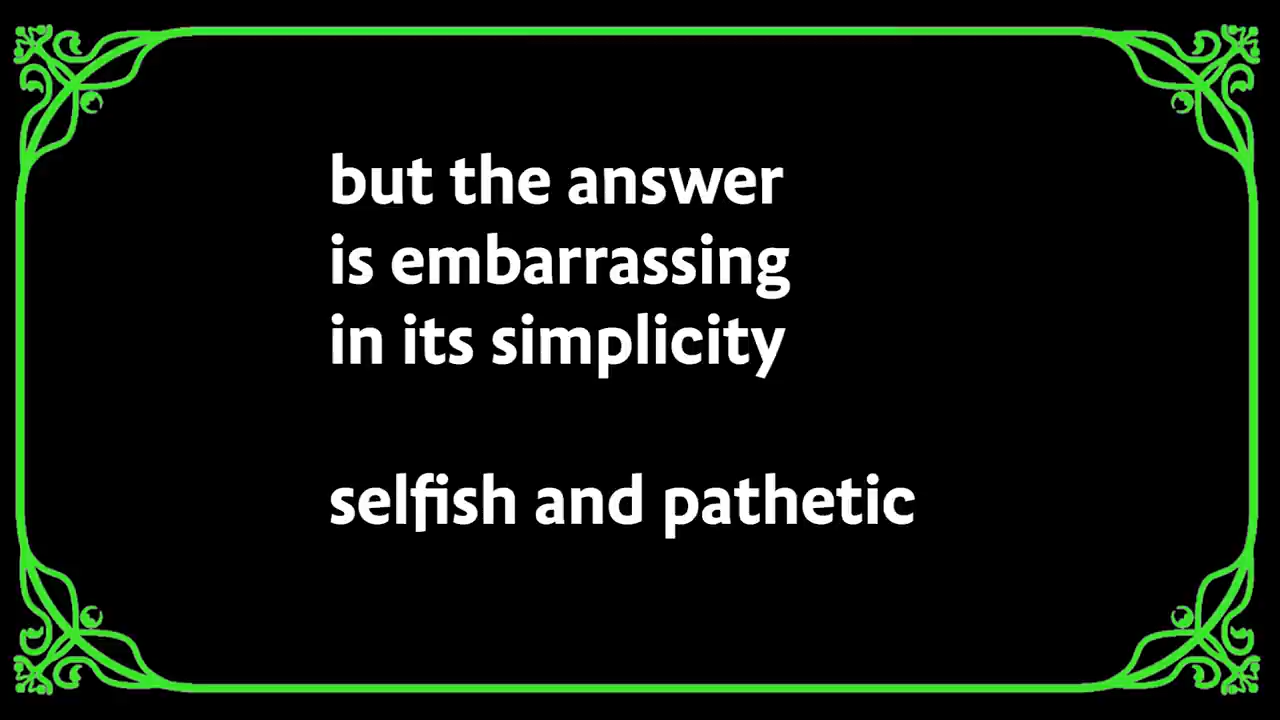 but the answer
is embarrassing
in its simplicity
selfish and pathetic